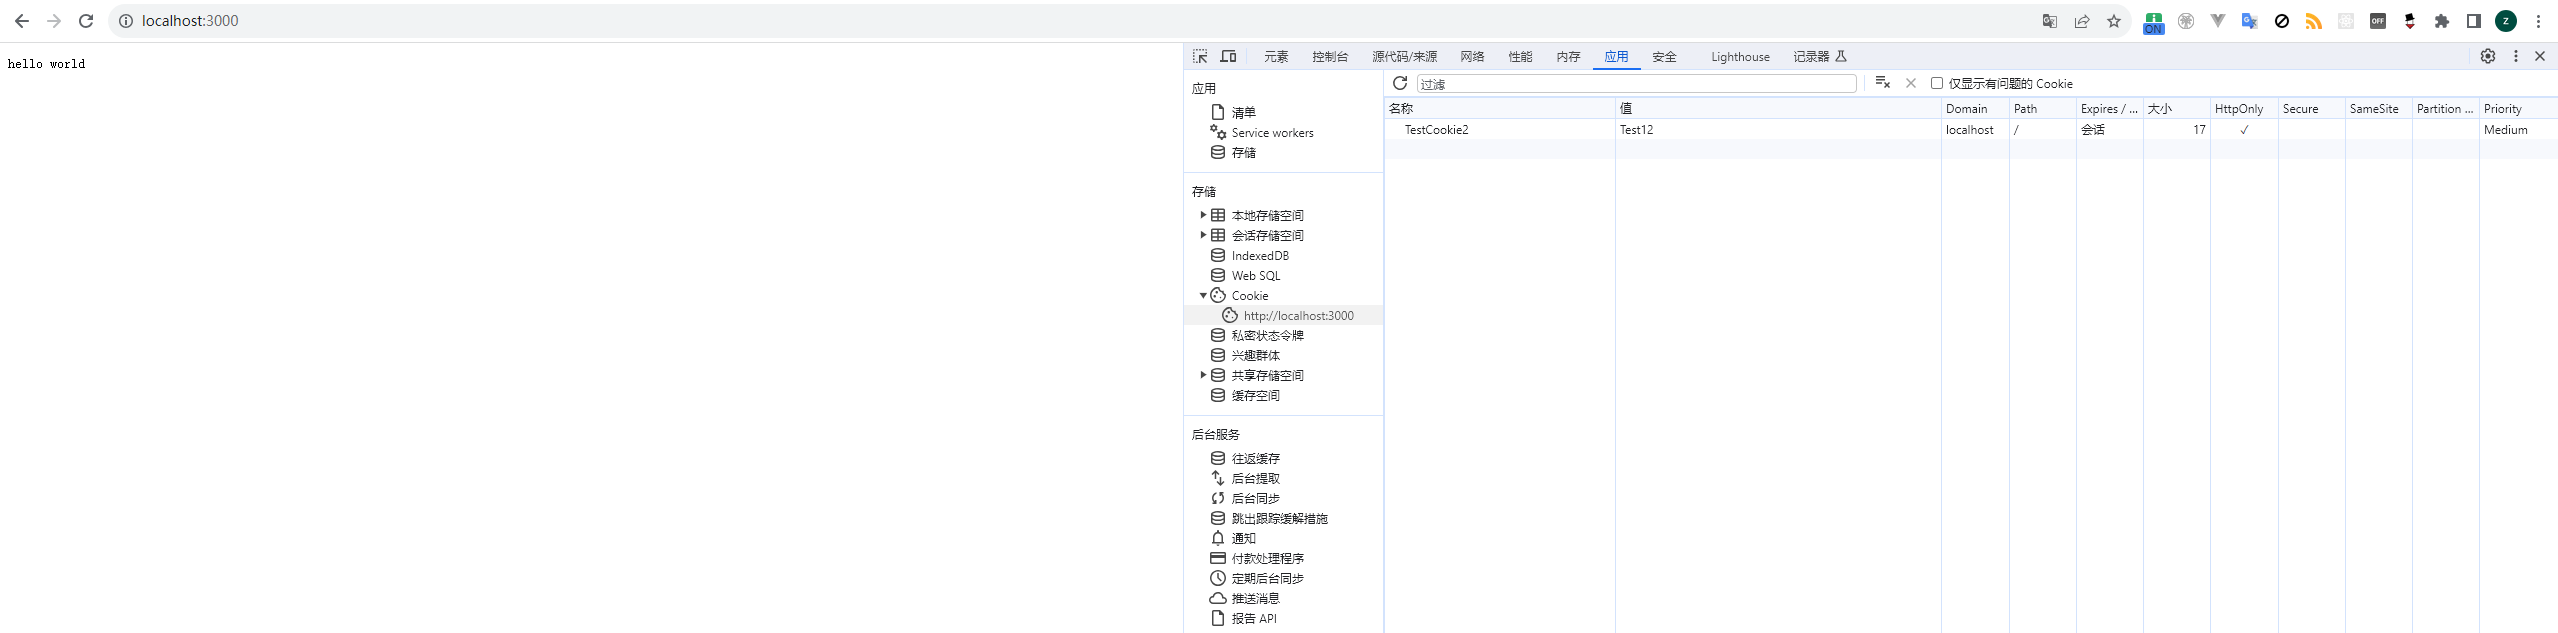 localhost:3000
ON
OFF
Z
hello world
元素 控制台 源代码/来源 网络 性能 内存 应用 安全 Lighthouse 记录器
应用
清单
Service workers
存储
存储
本地存储空间
会话存储空间
IndexedDB
Web SQL
Cookie
http://localhost:3000
私密状态令牌
兴趣群体
共享存储空间
缓存空间
后台服务
往返缓存
后台提取
后台同步
跳出跟踪缓解措施
通知
付款处理程序
定期后台同步
推送消息
报告 API
过滤 仅显示有问题的 Cookie
名称 值 Domain Path Expires / ... 大小 HttpOnly Secure SameSite Partition ... Priority
TestCookie2 Test12 localhost / 会话 17 ✓ Medium